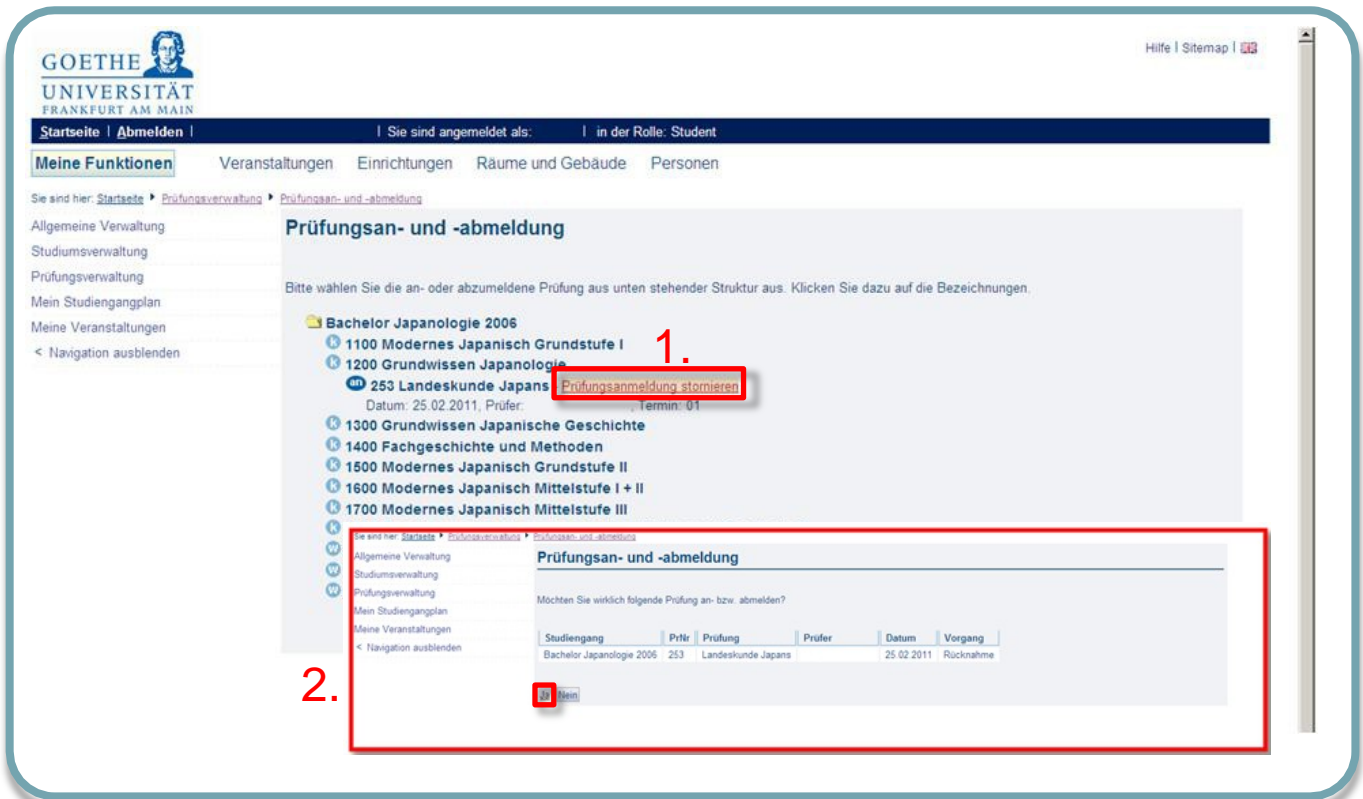 GOETHE
UNIVERSITÄT
FRANKFURT AM MAIN
Hilfe | Sitemap |
Startseite | Abmelden | | Sie sind angemeldet als: | in der Rolle: Student
Meine Funktionen Veranstaltungen Einrichtungen Räume und Gebäude Personen
Sie sind hier: Startseite Prüfungsverwaltung Prüfungsan- und -abmeldung
Allgemeine Verwaltung
Studiumsverwaltung
Prüfungsverwaltung
Mein Studiengangplan
Meine Veranstaltungen
< Navigation ausblenden
Prüfungsan- und -abmeldung
Bitte wählen Sie die an- oder abzumeldene Prüfung aus unten stehender Struktur aus. Klicken Sie dazu auf die Bezeichnungen.
Bachelor Japanologie 2006
k 1100 Modernes Japanisch Grundstufe I
1.
k 1200 Grundwissen Japanologie
an 253 Landeskunde Japans - Prüfungsanmeldung stornieren
Datum: 25.02.2011, Prüfer: , Termin: 01
k 1300 Grundwissen Japanische Geschichte
k 1400 Fachgeschichte und Methoden
k 1500 Modernes Japanisch Grundstufe II
k 1600 Modernes Japanisch Mittelstufe I + II
k 1700 Modernes Japanisch Mittelstufe III
k
w
w
w
2.
Sie sind hier: Startseite Prüfungsverwaltung Prüfungsan- und -abmeldung
Allgemeine Verwaltung
Studiumsverwaltung
Prüfungsverwaltung
Mein Studiengangplan
Meine Veranstaltungen
< Navigation ausblenden
Prüfungsan- und -abmeldung
Möchten Sie wirklich folgende Prüfung an- bzw. abmelden?
Studiengang PrNr Prüfung Prüfer Datum Vorgang
Bachelor Japanologie 2006 253 Landeskunde Japans 25.02.2011 Rücknahme
Ja Nein